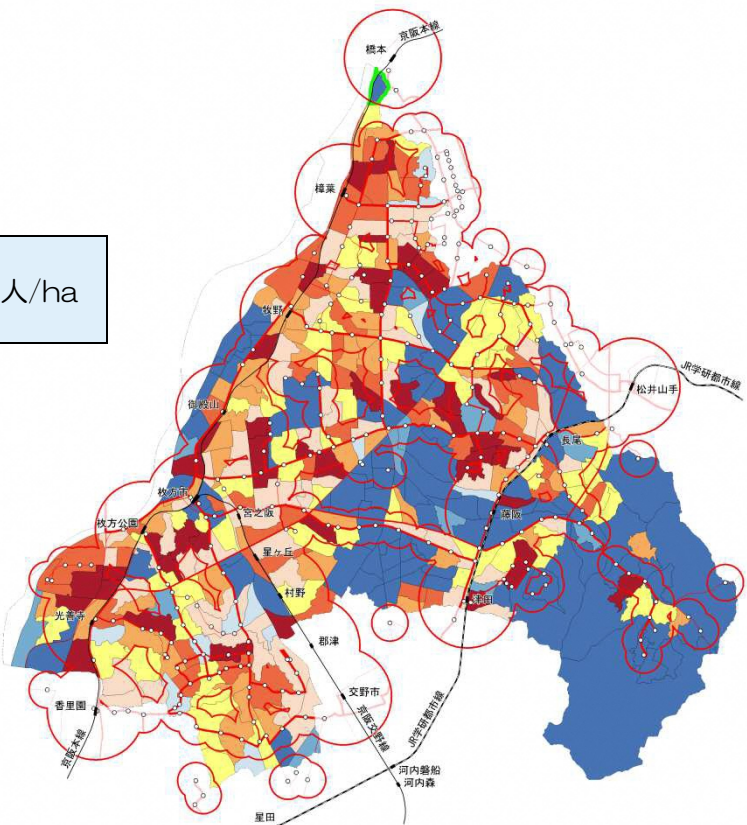 京阪本線
橋本
樟葉
人/ha
牧野
JR学研都市線
松井山手
御殿山
長尾
枚方市
宮之阪
藤阪
枚方公園
星ヶ丘
村野
津田
光善寺
郡津
交野市
香里園
京阪本線
京阪交野線
JR学研都市線
河内磐船
河内森
星田